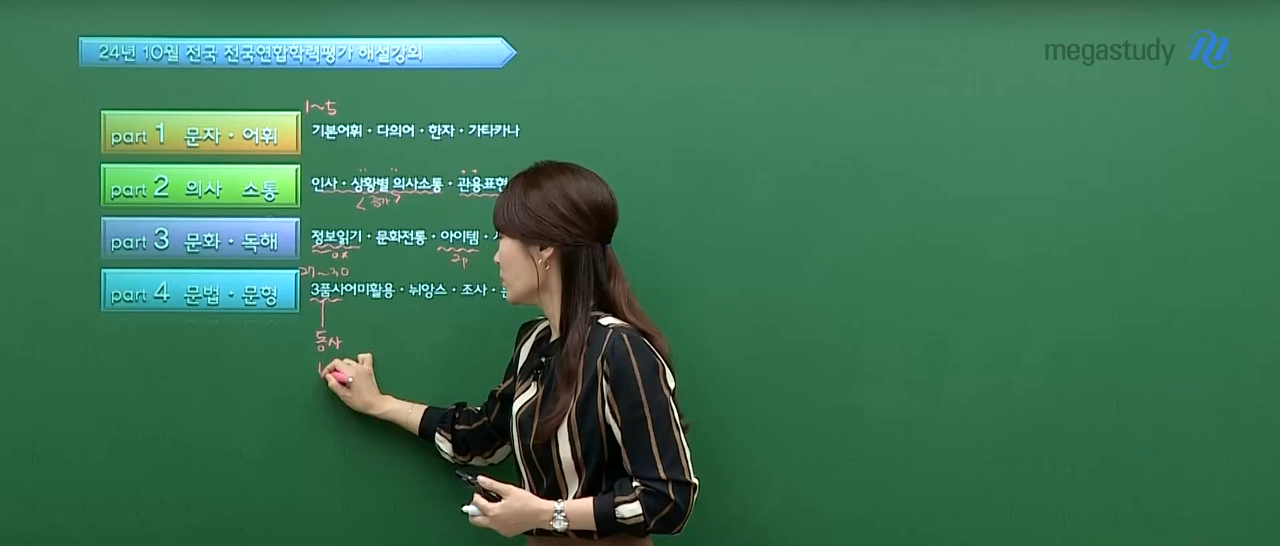 24년 10월 전국 전국연합학력평가 해설강의
megastudy
1~5
part 1 문자·어휘
기본어휘·다의어·한자·가타카나
part 2 의사 소통
인사·상황별 의사소통·관용표현
part 3 문화·독해
정보읽기·문화전통·아이템·
OX
2p
27~30
part 4 문법·문형
3품사어미활용·뉘앙스·조사·
동사